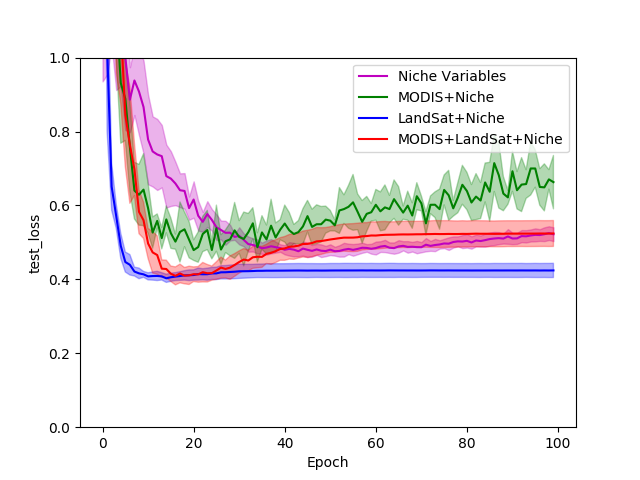 1.0
0.8
0.6
0.4
0.2
0.0
test_loss
0 20 40 60 80 100
Epoch
Niche Variables
MODIS+Niche
LandSat+Niche
MODIS+LandSat+Niche